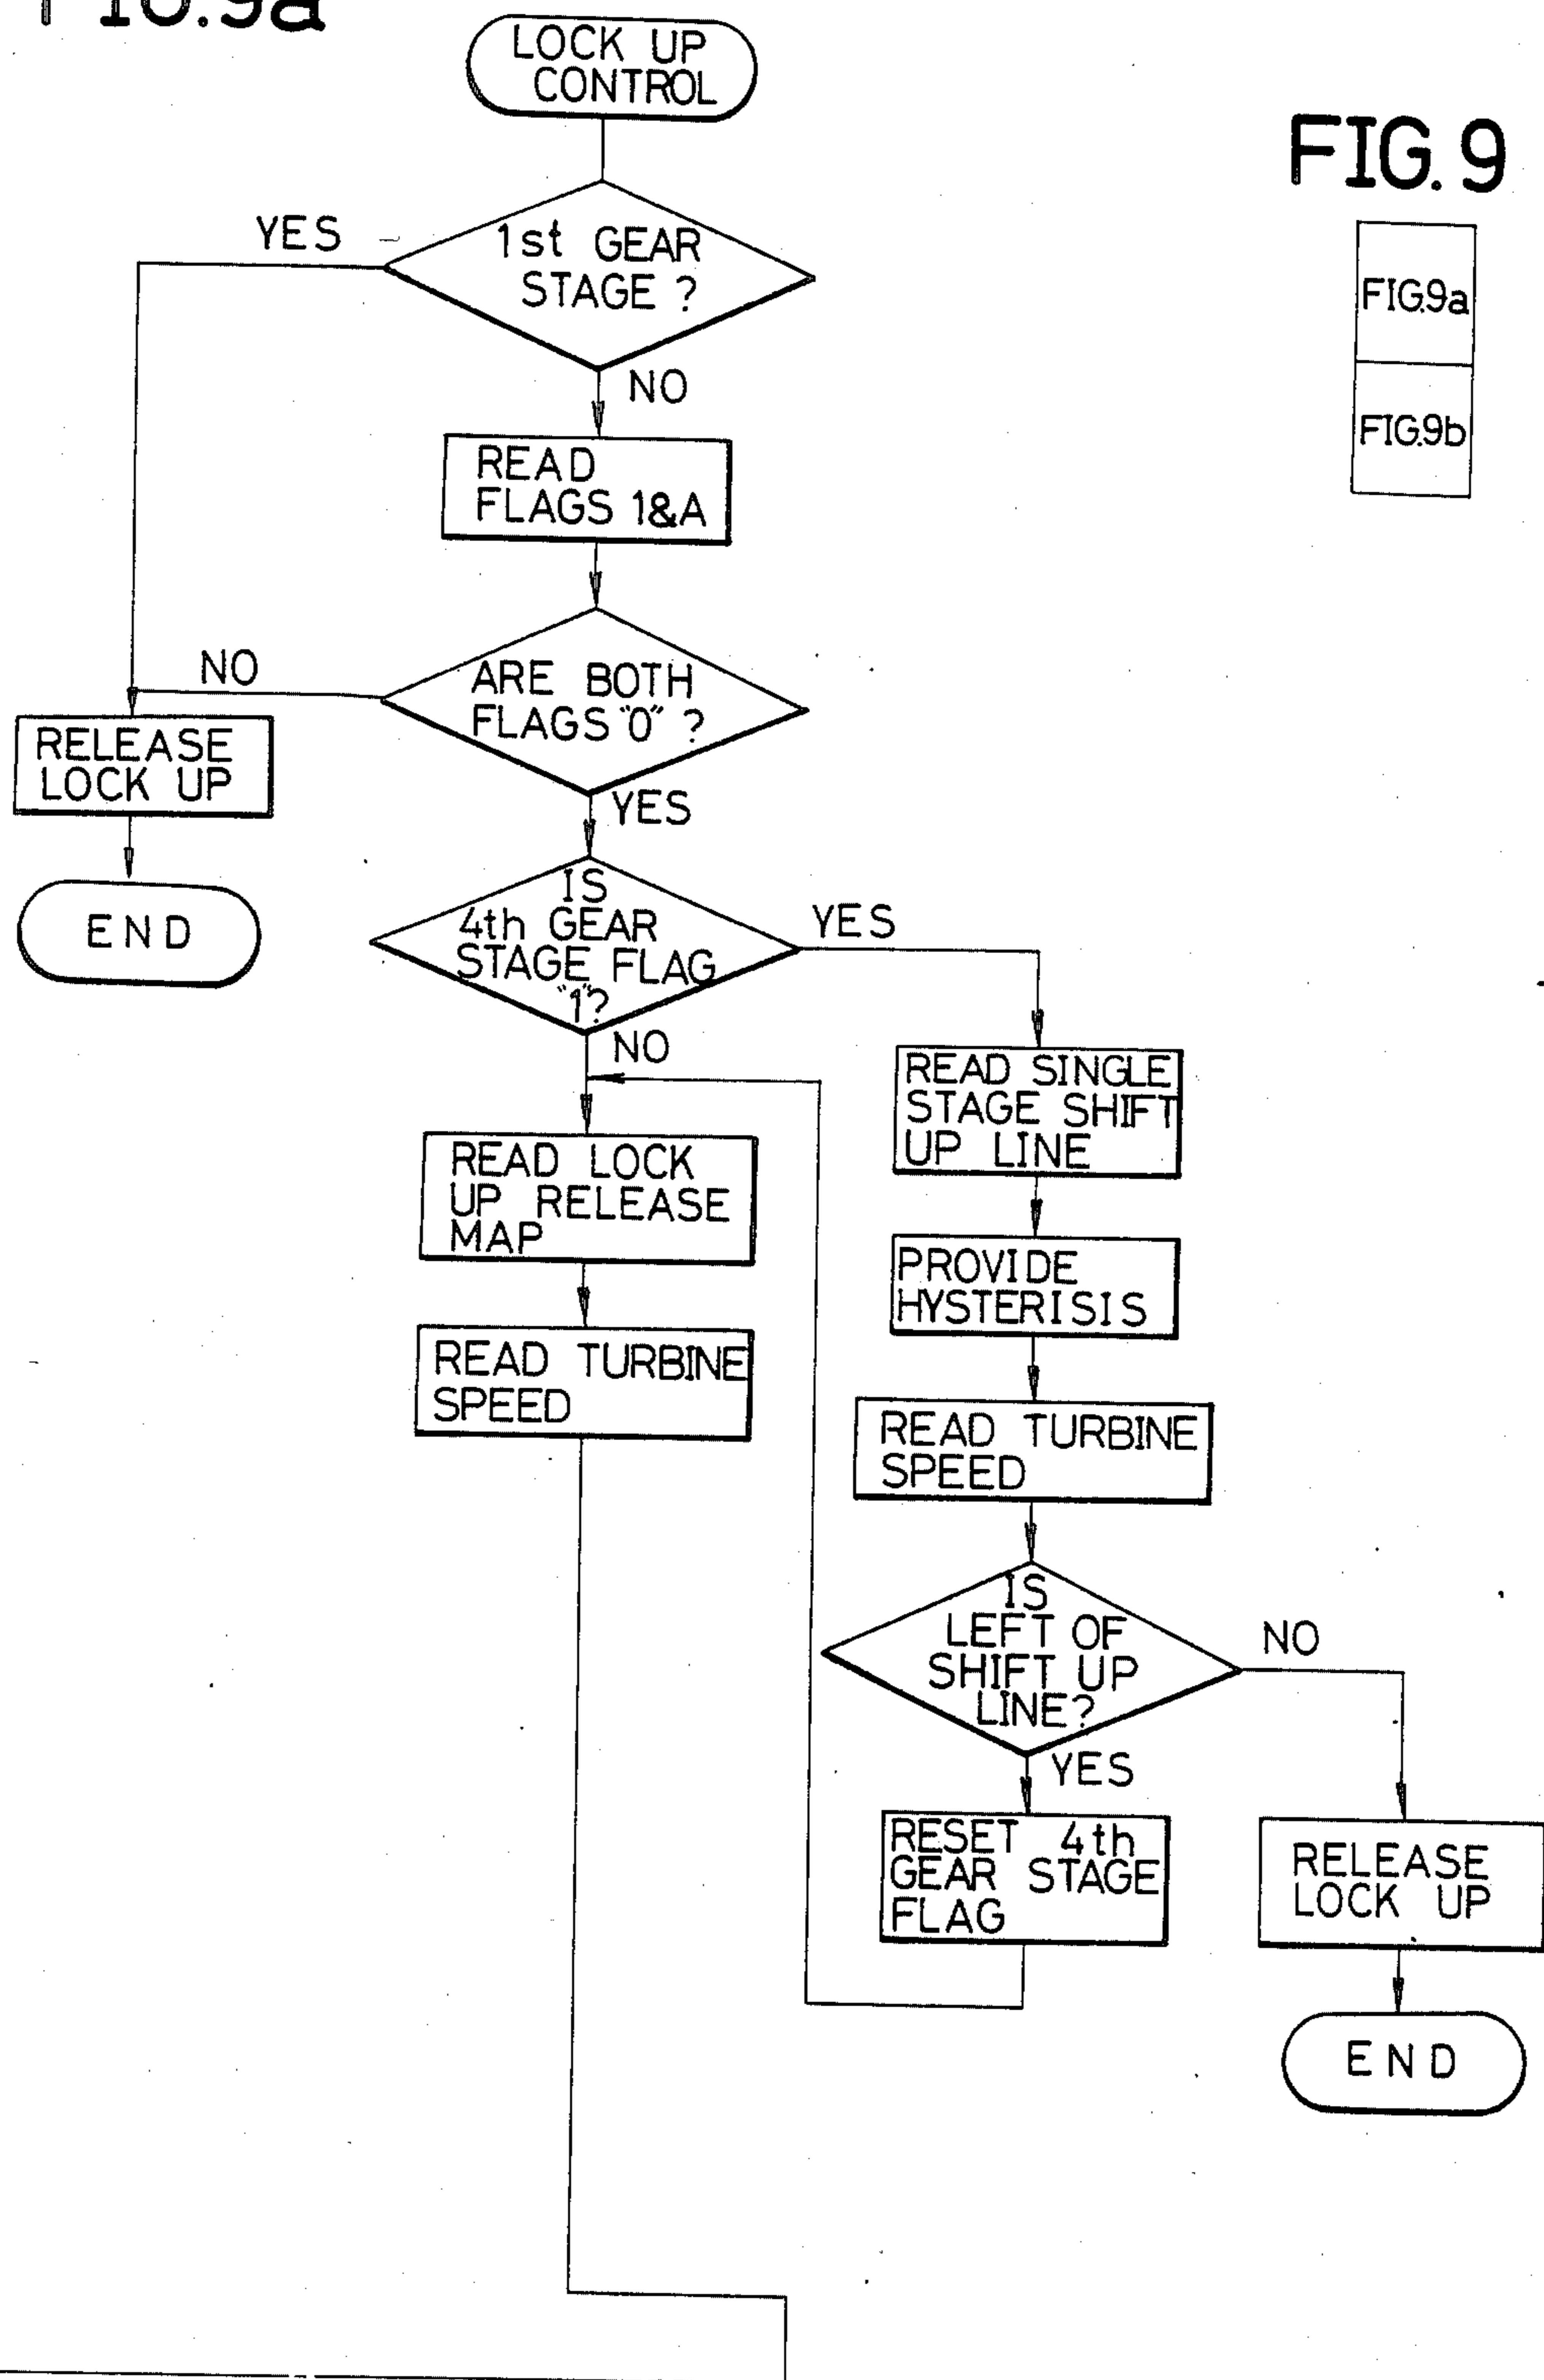 FIG.9a
LOCK UP
CONTROL
FIG. 9
FIG.9a
FIG.9b
1st GEAR
STAGE ?
YES
NO
READ
FLAGS 1&A
ARE BOTH
FLAGS "0" ?
NO
YES
RELEASE
LOCK UP
END
IS
4th GEAR
STAGE FLAG
"1"?
YES
NO
READ LOCK
UP RELEASE
MAP
READ TURBINE
SPEED
READ SINGLE
STAGE SHIFT
UP LINE
PROVIDE
HYSTERISIS
READ TURBINE
SPEED
IS
LEFT OF
SHIFT UP
LINE?
NO
YES
RESET 4th
GEAR STAGE
FLAG
RELEASE
LOCK UP
END